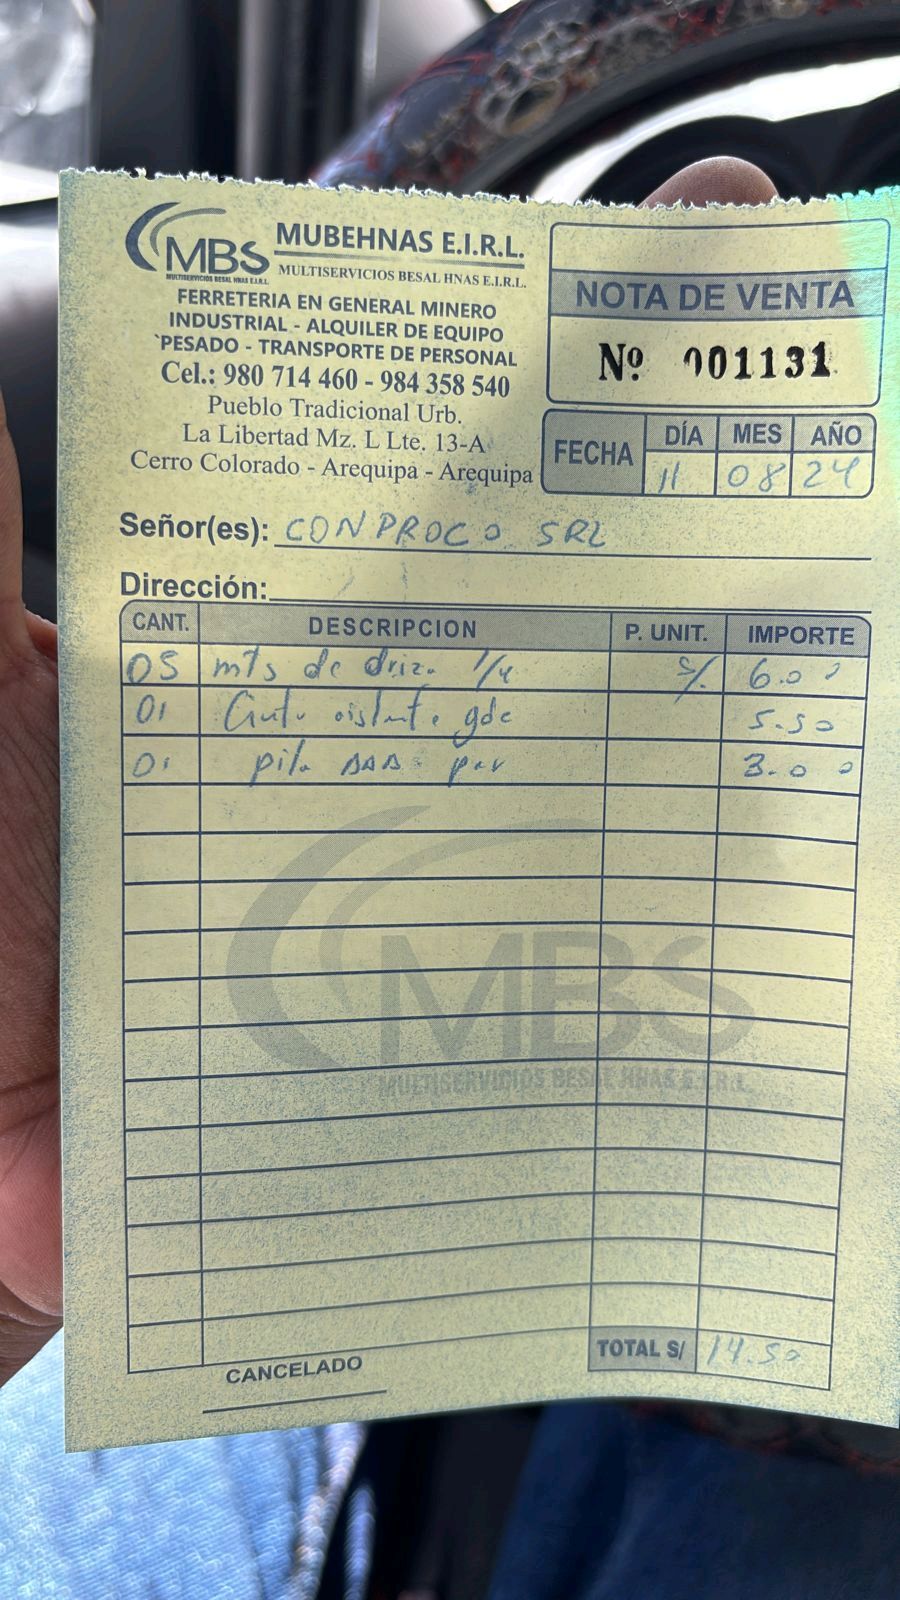 MBS
MULTISERVICIOS BESAL HNAS E.I.R.L.
MUBEHNAS E.I.R.L.
MULTISERVICIOS BESAL HNAS E.I.R.L.
FERRETERIA EN GENERAL MINERO
INDUSTRIAL - ALQUILER DE EQUIPO
`PESADO - TRANSPORTE DE PERSONAL
Cel.: 980 714 460 - 984 358 540
Pueblo Tradicional Urb.
La Libertad Mz. L Lte. 13-A
Cerro Colorado - Arequipa - Arequipa
NOTA DE VENTA
Nº 001131
FECHA DÍA MES AÑO
11 08 24
Señor(es): CONPROCO SRL
Dirección:
CANT. DESCRIPCION P. UNIT. IMPORTE
05 mts de driza 1/4 S/. 6.00
01 Cinta aislante gde 5.50
01 pila AAA par 3.00
MBS
MULTISERVICIOS BESAL HNAS E.I.R.L.
TOTAL S/ 14.50
CANCELADO